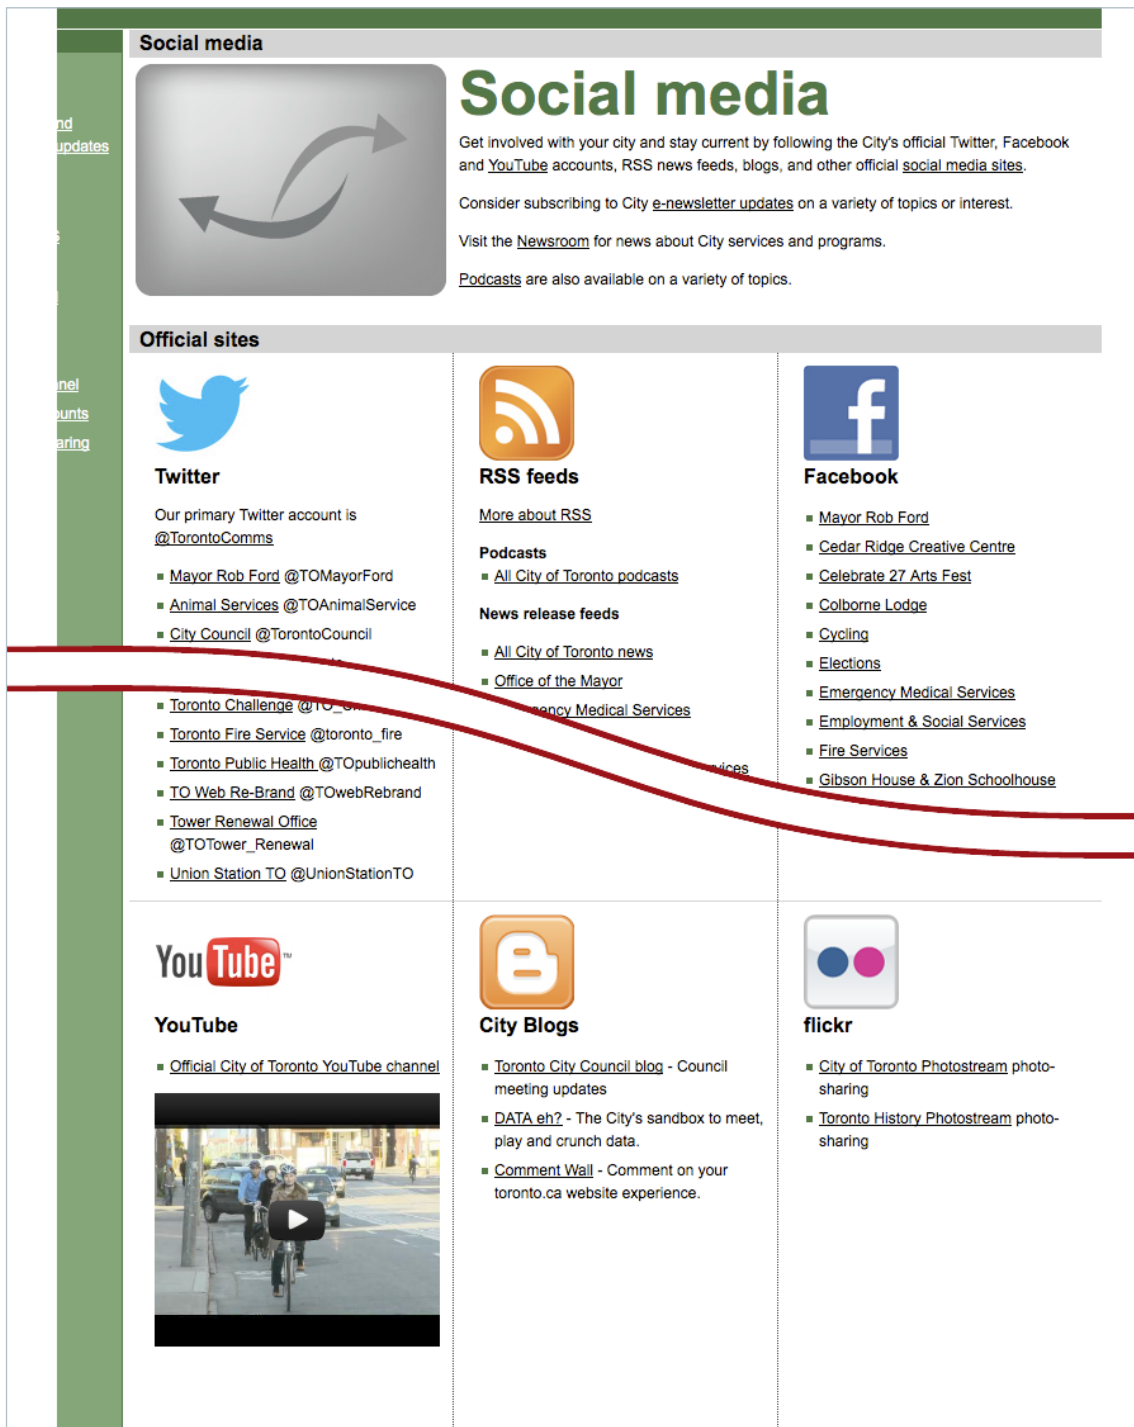 Social media
Social media
Get involved with your city and stay current by following the City's official Twitter, Facebook
and YouTube accounts, RSS news feeds, blogs, and other official social media sites.
Consider subscribing to City e-newsletter updates on a variety of topics or interest.
Visit the Newsroom for news about City services and programs.
Podcasts are also available on a variety of topics.
updates
Official sites
Twitter
Our primary Twitter account is
@TorontoComms
Mayor Rob Ford @TOMayorFord
Animal Services @TOAnimalService
City Council @TorontoCouncil
Toronto Challenge
Toronto Fire Service @toronto_fire
Toronto Public Health @TOpublichealth
TO Web Re-Brand @TOwebRebrand
Tower Renewal Office
@TOTower_Renewal
Union Station TO @UnionStationTO
RSS feeds
More about RSS
Podcasts
All City of Toronto podcasts
News release feeds
All City of Toronto news
Office of the Mayor
Medical Services
Facebook
Mayor Rob Ford
Cedar Ridge Creative Centre
Celebrate 27 Arts Fest
Colborne Lodge
Cycling
Elections
Emergency Medical Services
Employment & Social Services
Fire Services
Gibson House & Zion Schoolhouse
YouTube™
YouTube
Official City of Toronto YouTube channel
City Blogs
Toronto City Council blog - Council
meeting updates
DATA eh? - The City's sandbox to meet,
play and crunch data.
Comment Wall - Comment on your
toronto.ca website experience.
flickr
City of Toronto Photostream photo-
sharing
Toronto History Photostream photo-
sharing